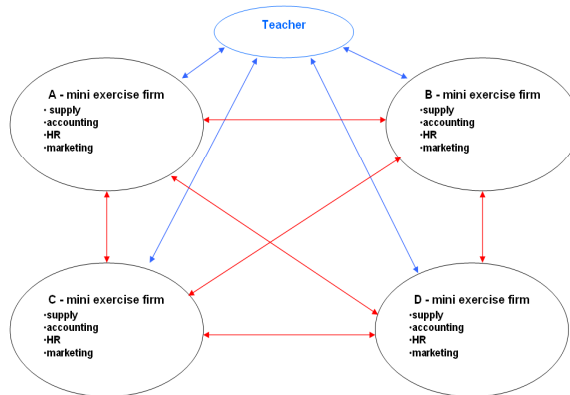 Teacher
A - mini exercise firm
· supply
·accounting
·HR
·marketing
B - mini exercise firm
·supply
·accounting
·HR
·marketing
C - mini exercise firm
·supply
·accounting
·HR
·marketing
D - mini exercise firm
·supply
·accounting
·HR
·marketing